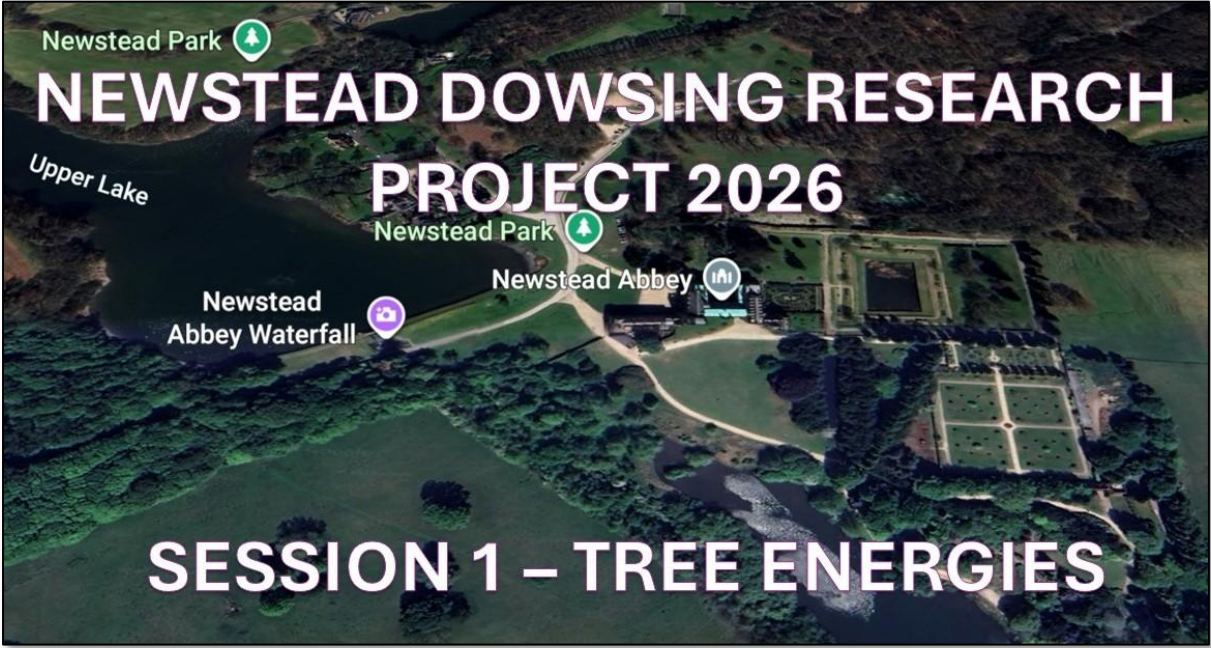 Newstead Park
NEWSTEAD DOWSING RESEARCH
PROJECT 2026
Upper Lake
Newstead Park
Newstead Abbey
Newstead
Abbey Waterfall
SESSION 1 – TREE ENERGIES